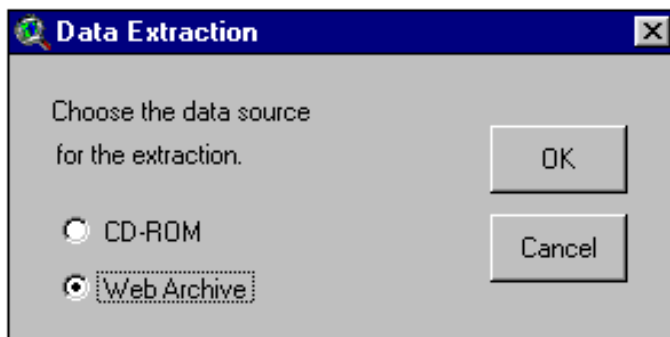 Data Extraction
Choose the data source
for the extraction.
OK
CD-ROM
Cancel
Web Archive